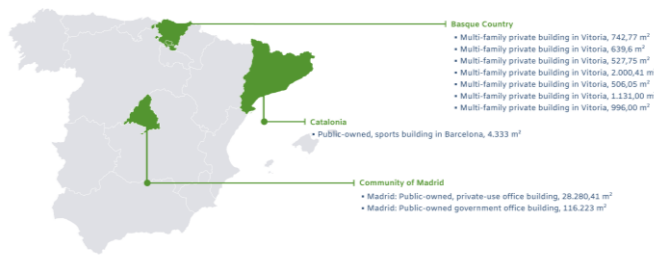 Basque Country
• Multi-family private building in Vitoria, 742,77 m²
• Multi-family private building in Vitoria, 639,6 m²
• Multi-family private building in Vitoria, 527,75 m²
• Multi-family private building in Vitoria, 2.000,41 m
• Multi-family private building in Vitoria, 506,05 m²
• Multi-family private building in Vitoria, 1.131,00 m
• Multi-family private building in Vitoria, 996,00 m²
Catalonia
• Public-owned, sports building in Barcelona, 4.333 m²
Community of Madrid
• Madrid: Public-owned, private-use office building, 28.280,41 m²
• Madrid: Public-owned government office building, 116.223 m²